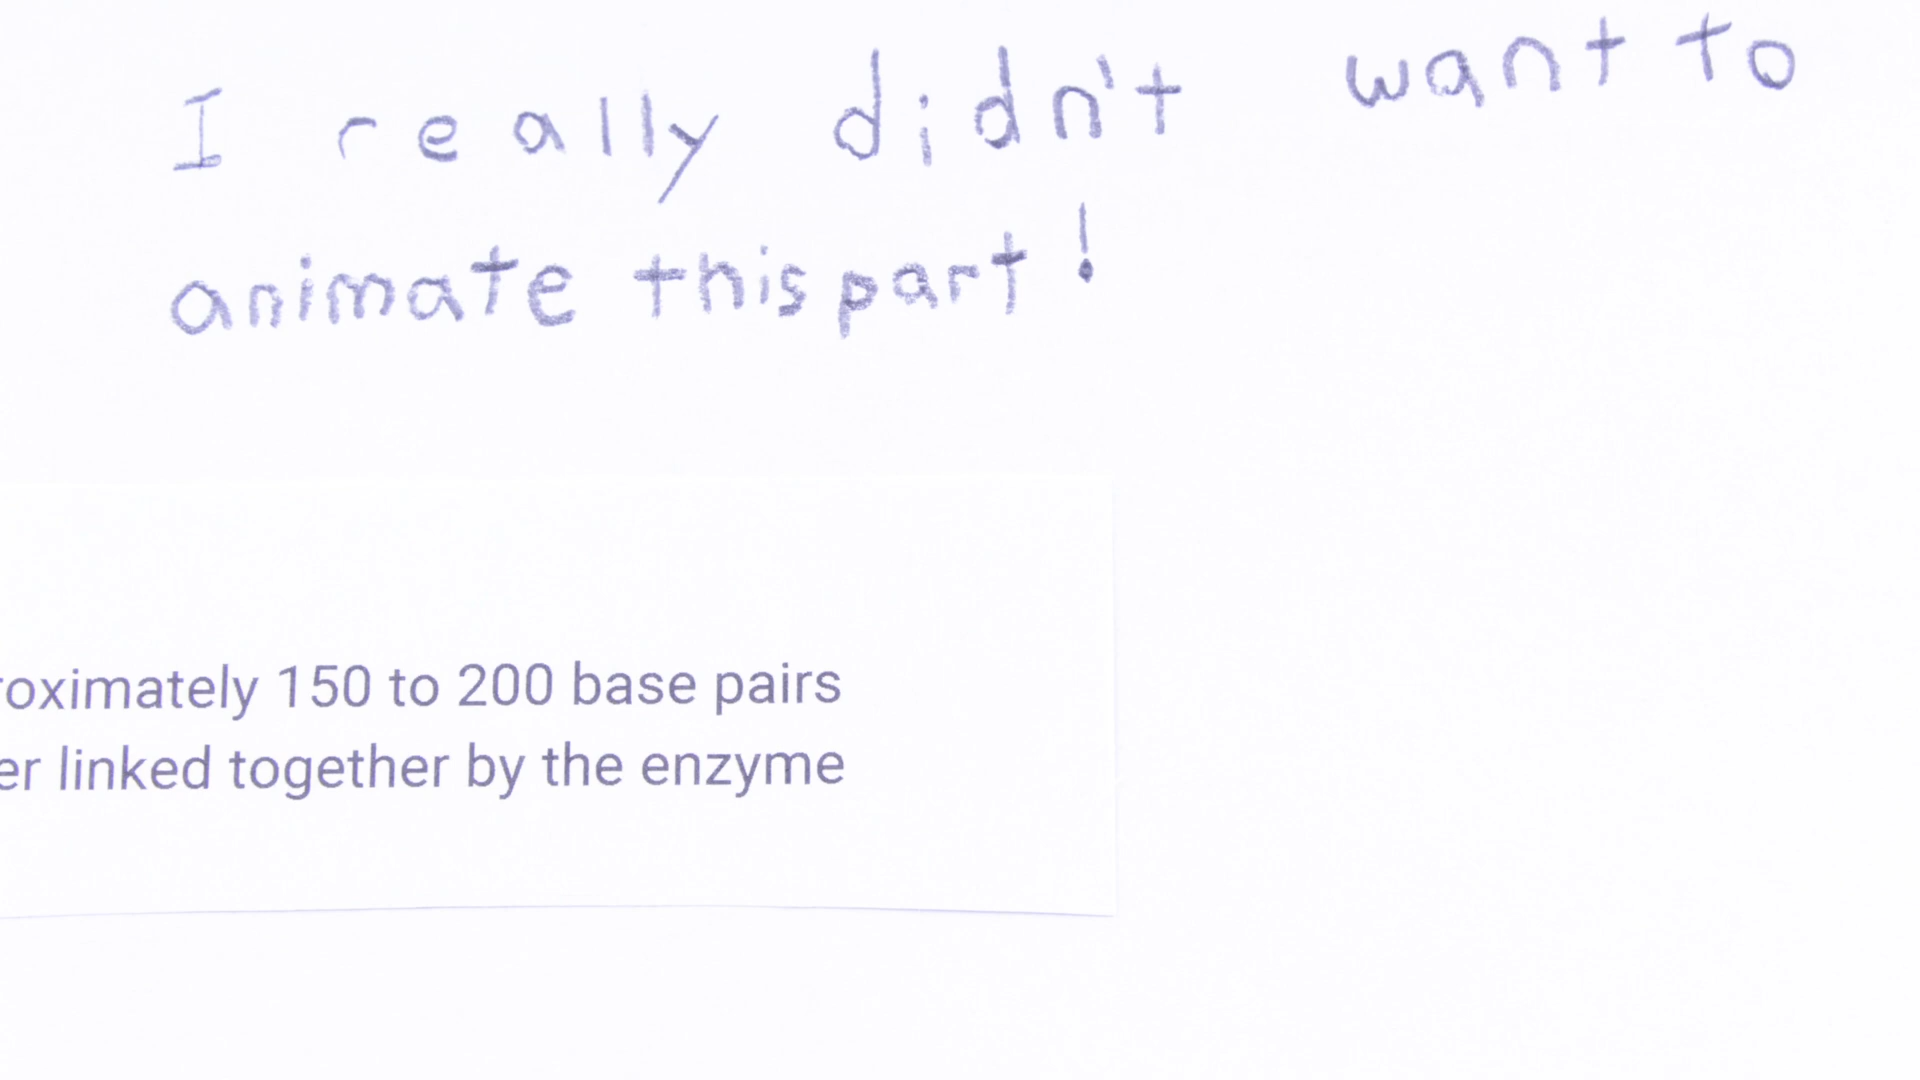 I really didn't want to
animate this part!
roximately 150 to 200 base pairs
er linked together by the enzyme